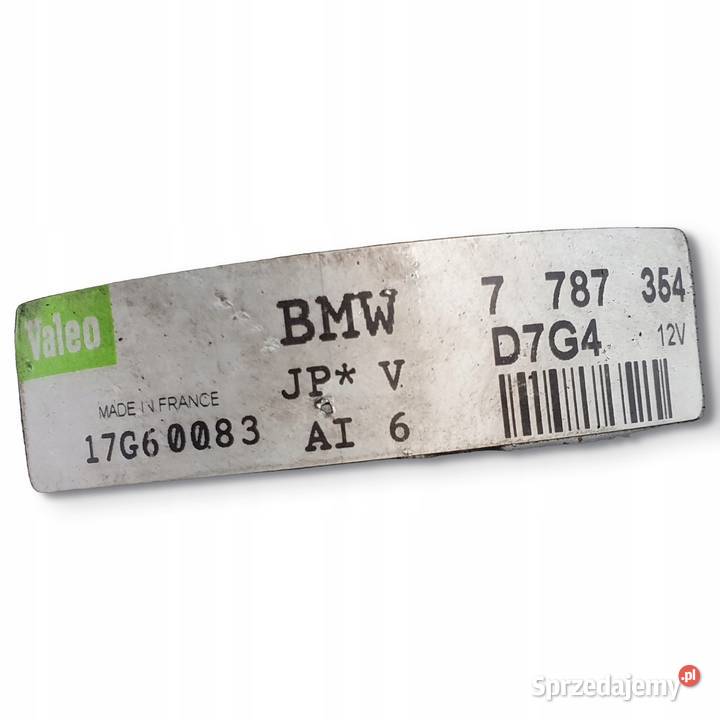 Valeo
BMW
7 787 354
JP* V
D7G4
12V
MADE IN FRANCE
17G60083
AI 6
Sprzedajemy.pl